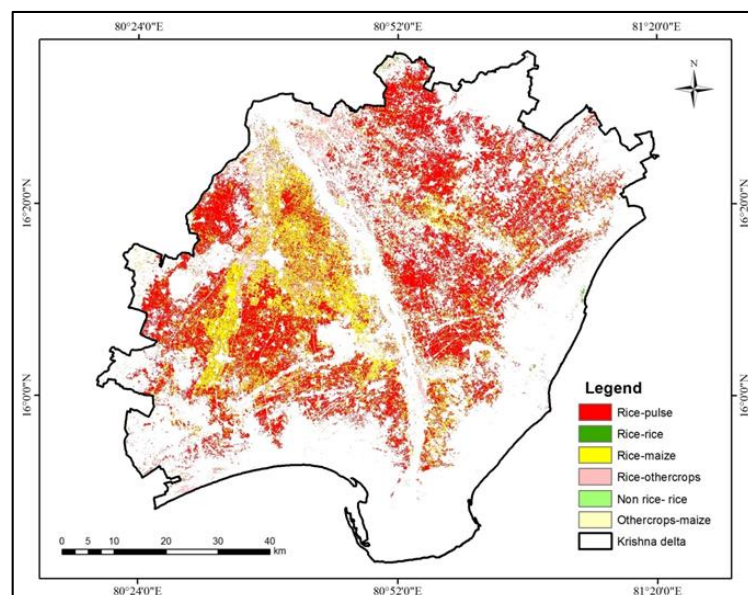 80°24'0"E 80°52'0"E 81°20'0"E
N
16°20'0"N 16°20'0"N
16°0'0"N 16°0'0"N
Legend
Rice-pulse
Rice-rice
Rice-maize
Rice-othercrops
Non rice- rice
Othercrops-maize
Krishna delta
0 5 10 20 30 40
km
80°24'0"E 80°52'0"E 81°20'0"E